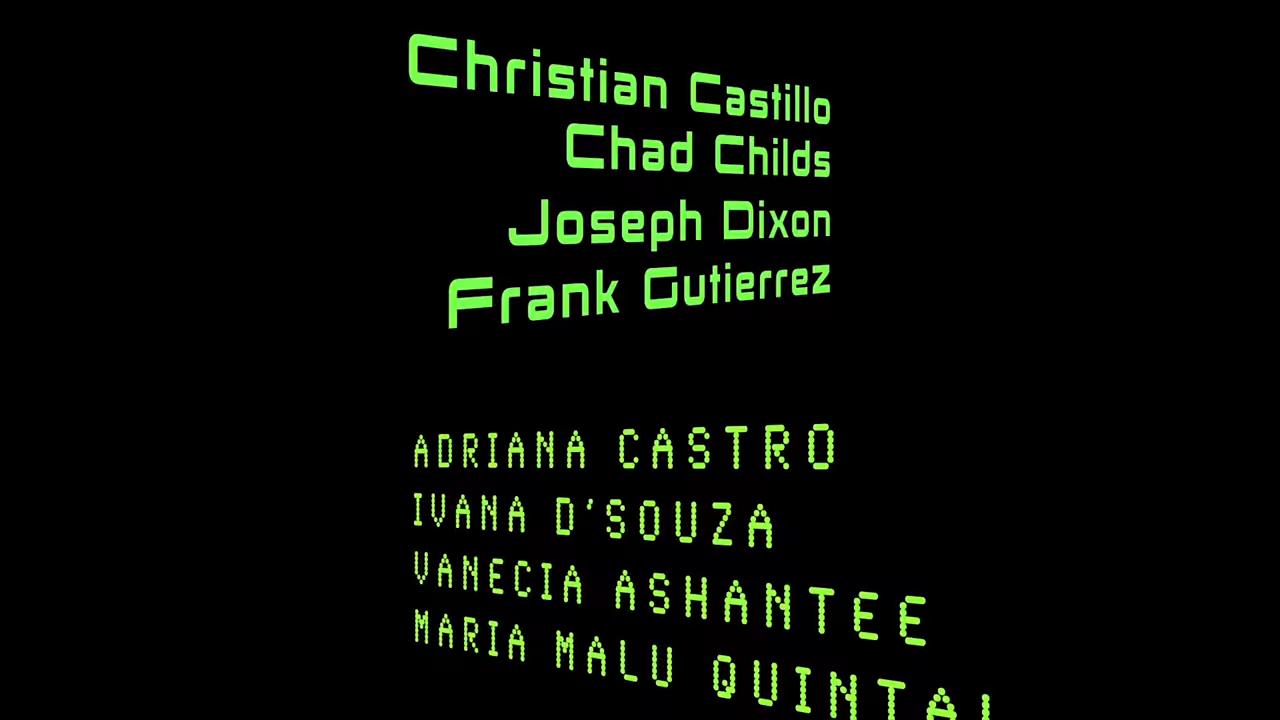 Christian Castillo
Chad Childs
Joseph Dixon
Frank Gutierrez
ADRIANA CASTRO
IVANA D'SOUZA
VANECIA ASHANTEE
MARIA MALU